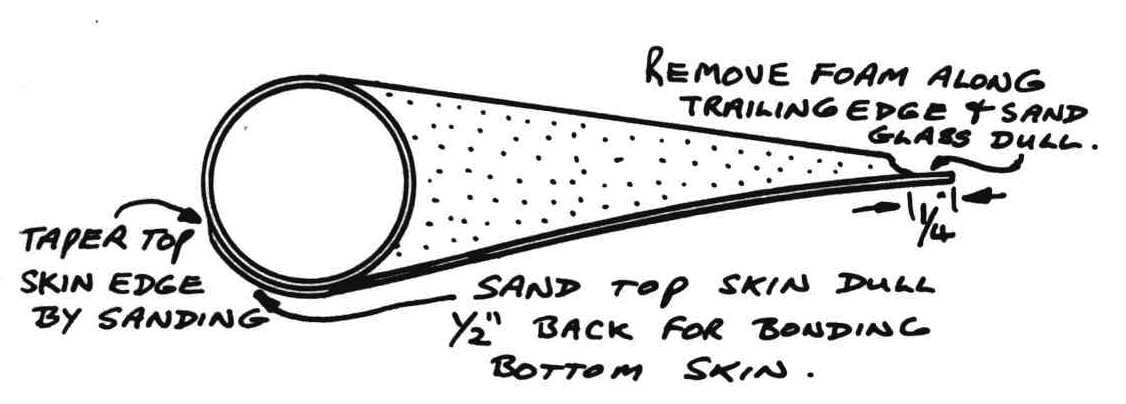 REMOVE FOAM ALONG
TRAILING EDGE & SAND
GLASS DULL.
1/4"
TAPER TOP
SKIN EDGE
BY SANDING
SAND TOP SKIN DULL
1/2" BACK FOR BONDING
BOTTOM SKIN.